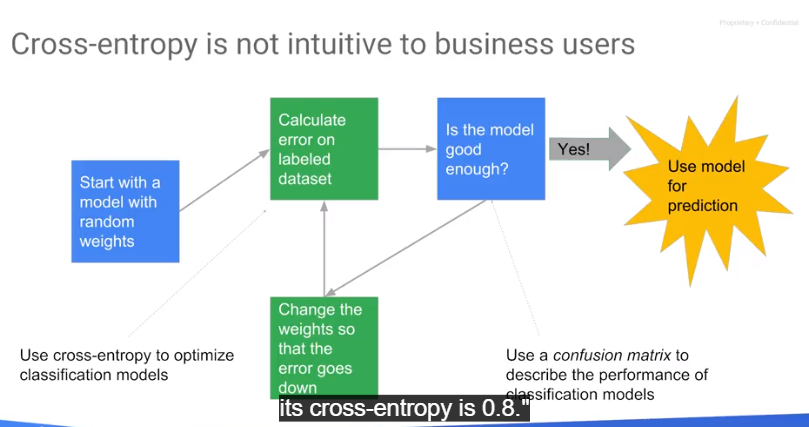 Proprietary + Confidential
Cross-entropy is not intuitive to business users
Start with a
model with
random
weights
Calculate
error on
labeled
dataset
Is the model
good
enough?
Yes!
Use model
for
prediction
Change the
weights so
that the
error goes
down
Use cross-entropy to optimize
classification models
Use a confusion matrix to
describe the performance of
classification models
its cross-entropy is 0.8."